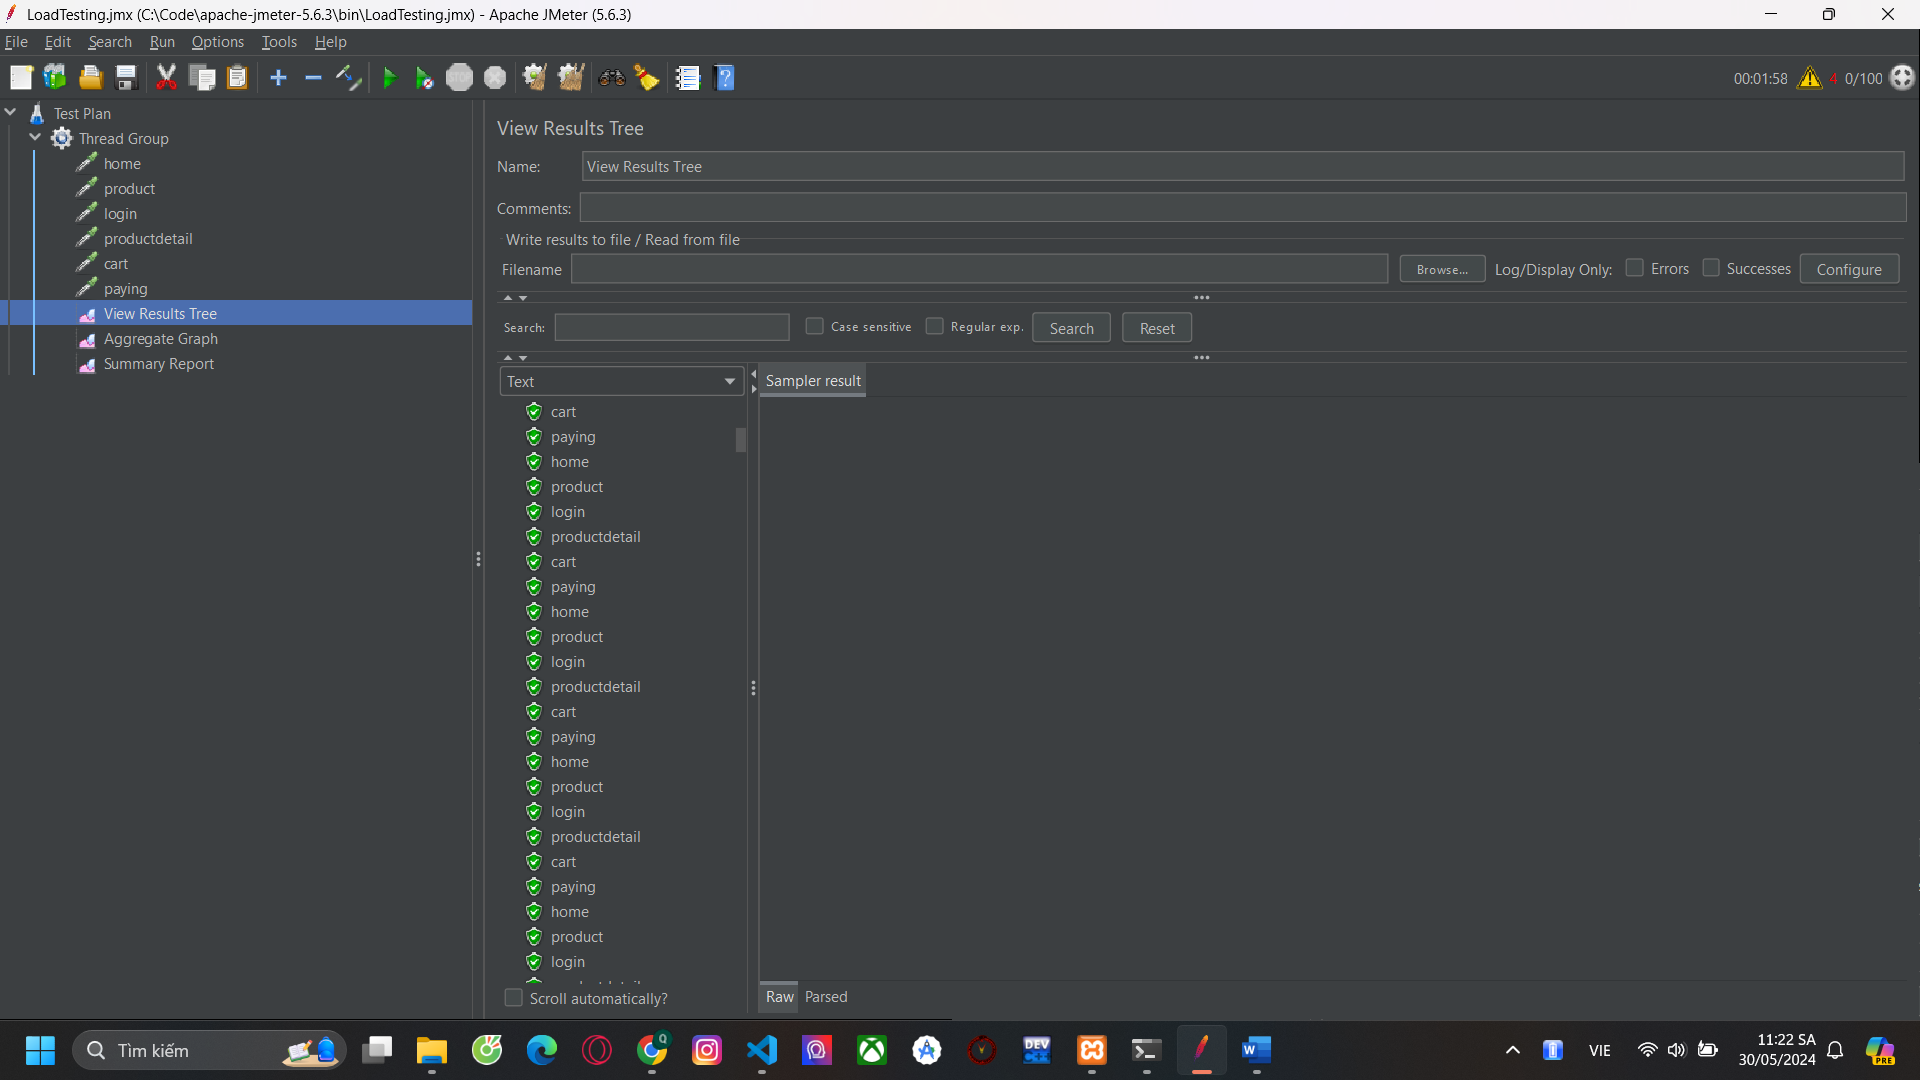 LoadTesting.jmx (C:\Code\apache-jmeter-5.6.3\bin\LoadTesting.jmx) - Apache JMeter (5.6.3)
File Edit Search Run Options Tools Help
STOP
00:01:58 4 0/100
Test Plan
Thread Group
home
product
login
productdetail
cart
paying
View Results Tree
Aggregate Graph
Summary Report
View Results Tree
Name: View Results Tree
Comments:
Write results to file / Read from file
Filename Browse... Log/Display Only: Errors Successes Configure
Search: Case sensitive Regular exp. Search Reset
Text
Sampler result
cart
paying
home
product
login
productdetail
cart
paying
home
product
login
productdetail
cart
paying
home
product
login
productdetail
cart
paying
home
product
login
Scroll automatically?
Raw Parsed
Tìm kiếm
Q
DEV
C++
W
VIE
11:22 SA
30/05/2024
PRE